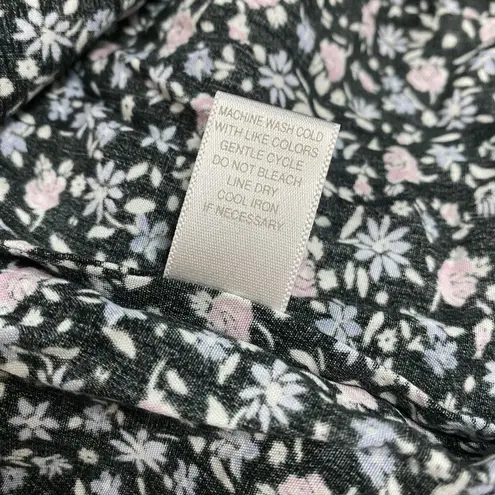 MACHINE WASH COLD
WITH LIKE COLORS
GENTLE CYCLE
DO NOT BLEACH
LINE DRY
COOL IRON
IF NECESSARY